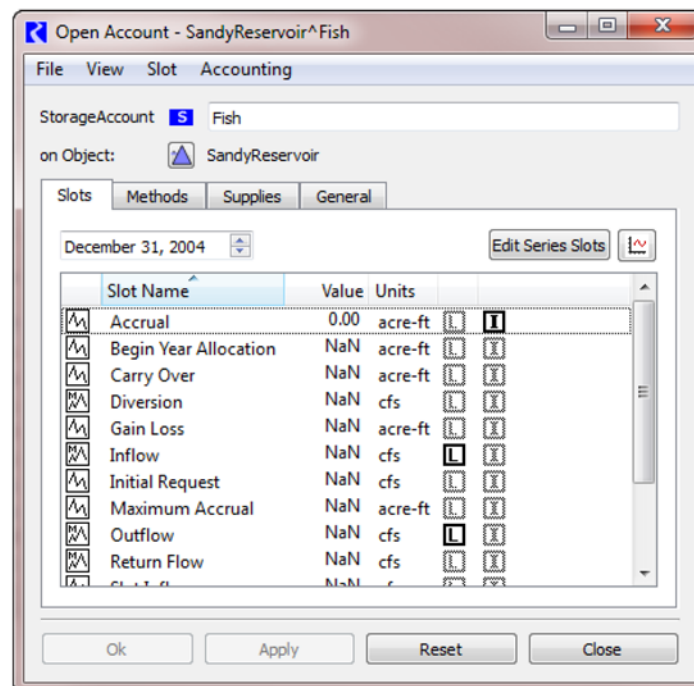 Open Account - SandyReservoir^Fish
File View Slot Accounting
StorageAccount S Fish
on Object: SandyReservoir
Slots Methods Supplies General
December 31, 2004 Edit Series Slots
Slot Name Value Units
Accrual 0.00 acre-ft L I
Begin Year Allocation NaN acre-ft L I
Carry Over NaN acre-ft L I
Diversion NaN cfs L I
Gain Loss NaN acre-ft L I
Inflow NaN cfs L I
Initial Request NaN cfs L I
Maximum Accrual NaN acre-ft L I
Outflow NaN cfs L I
Return Flow NaN cfs L I
Ok Apply Reset Close